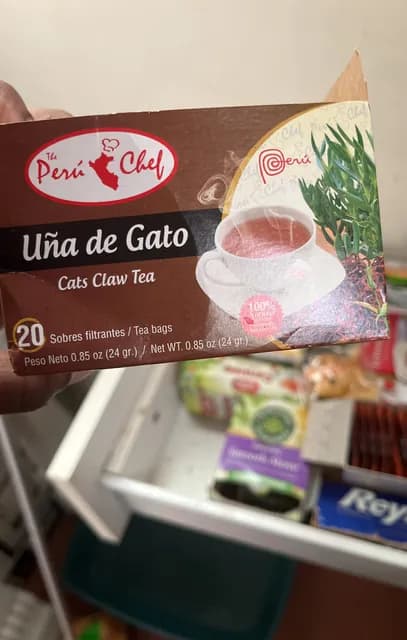 The
Perú Chef
Perú
Uña de Gato
Cats Claw Tea
100%
20 Sobres filtrantes / Tea bags
Peso Neto 0.85 oz (24 gr.) / Net WT. 0.85 oz (24 gr.)
Rey